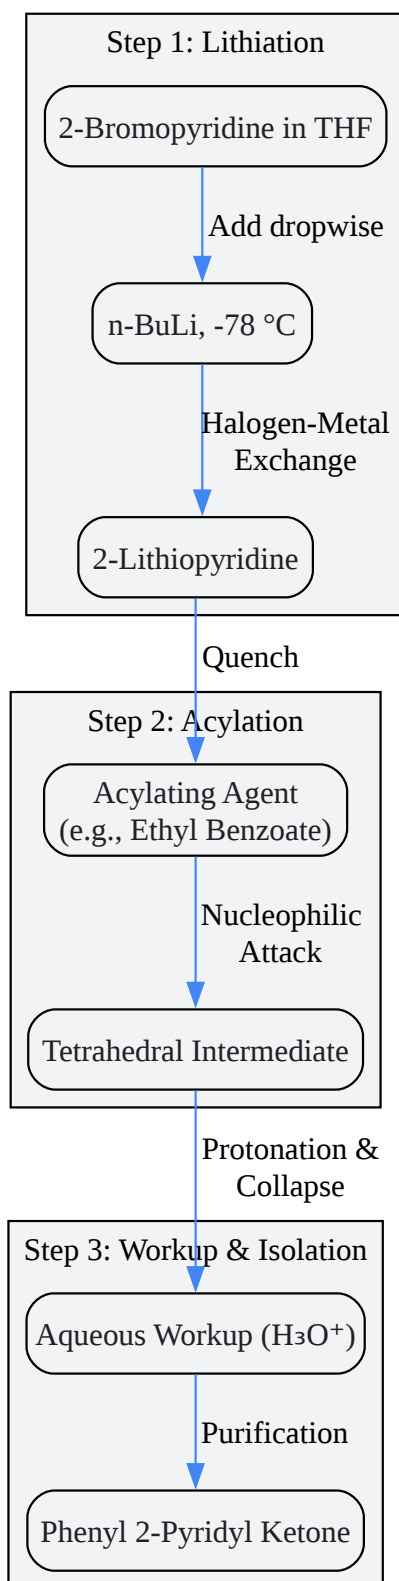 Step 1: Lithiation
2-Bromopyridine in THF
Add dropwise
n-BuLi, -78 °C
Halogen-Metal
Exchange
2-Lithiopyridine
Quench
Step 2: Acylation
Acylating Agent
(e.g., Ethyl Benzoate)
Nucleophilic
Attack
Tetrahedral Intermediate
Protonation &
Collapse
Step 3: Workup & Isolation
Aqueous Workup (H₃O⁺)
Purification
Phenyl 2-Pyridyl Ketone